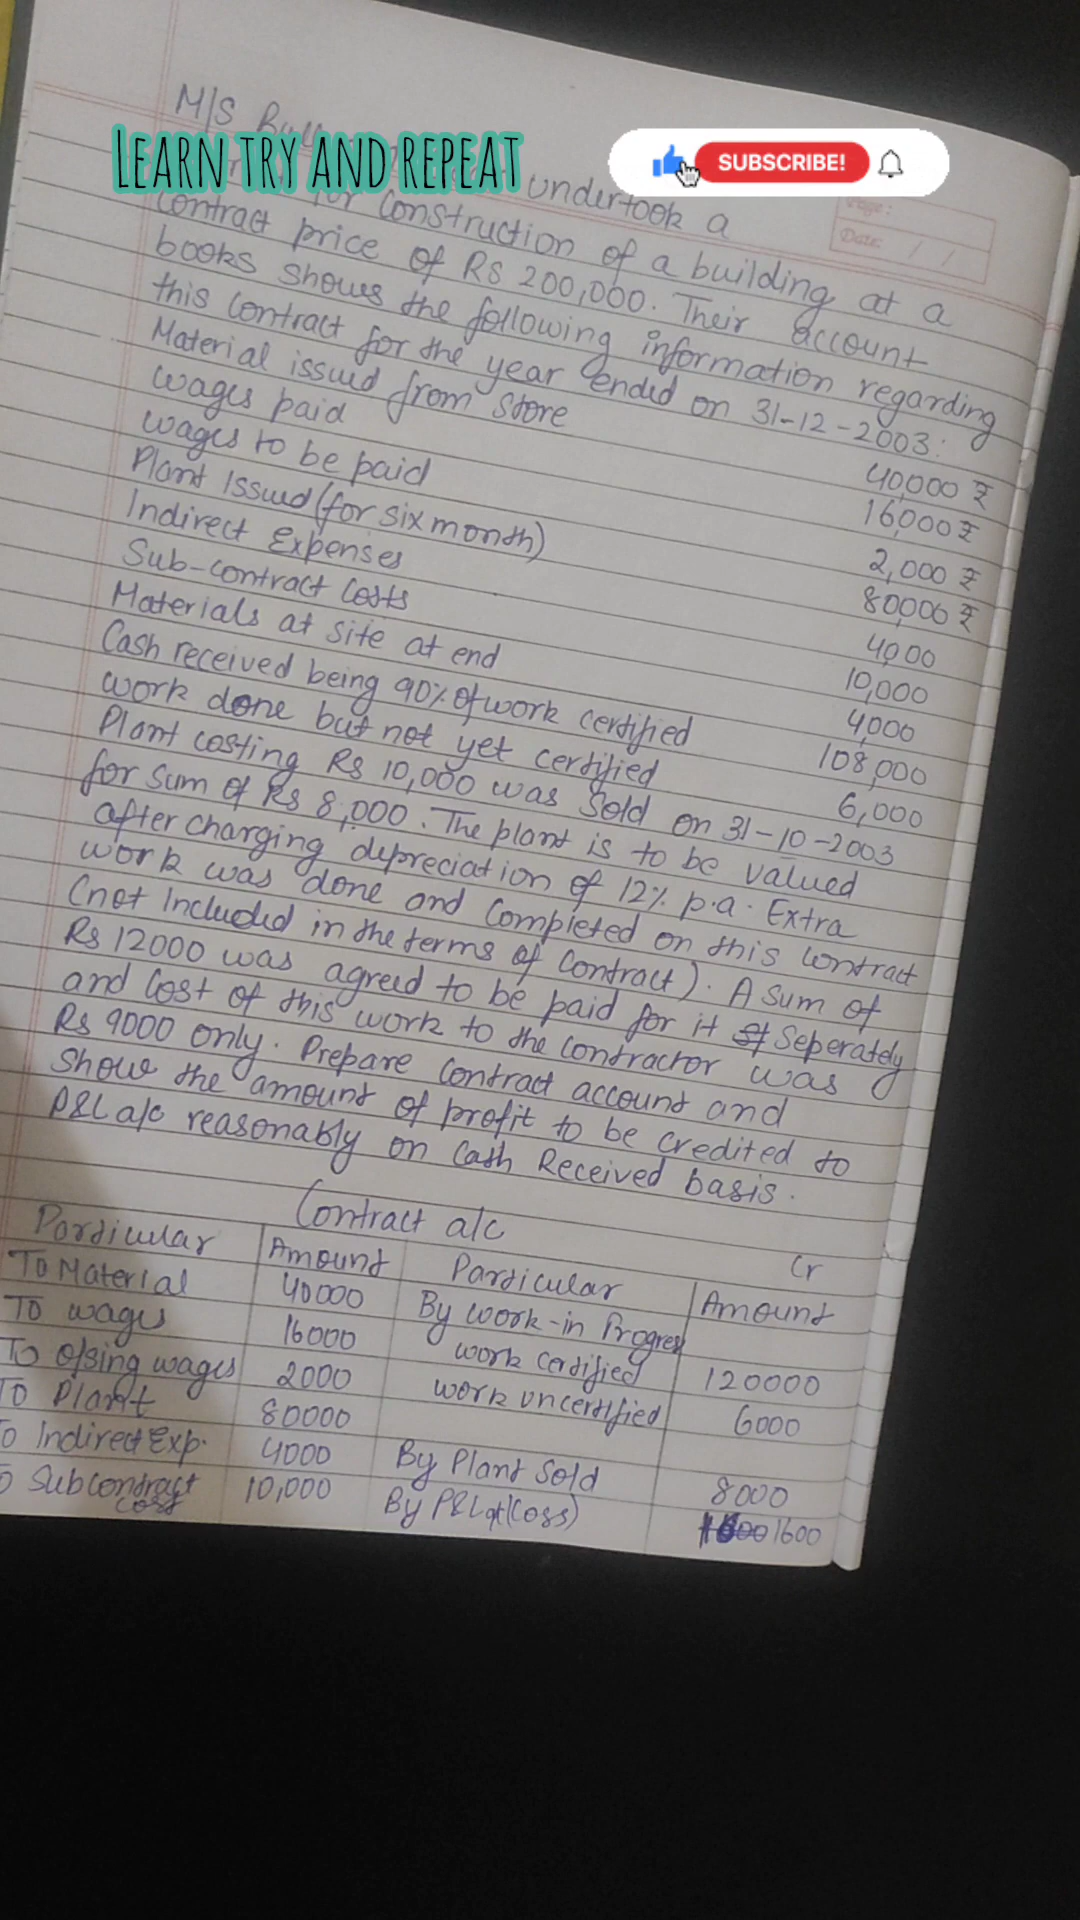 M/S
LEARN TRY AND REPEAT
SUBSCRIBE!
undertook a
for construction of a building at a
contract price of RS 200,000. Their account
books shows the following information regarding
this contract for the year ended on 31-12-2003:
Material issued from store 40,000 ₹
wages paid 16,000 ₹
wages to be paid 2,000 ₹
Plant Issued (for six month) 80,000 ₹
Indirect Expenses 4000
Sub-contract Costs 10,000
Materials at site at end 4,000
Cash received being 90% of work certified 108,000
work done but not yet certified 6,000
Plant costing Rs 10,000 was Sold on 31-10-2003
for sum of Rs 8,000. The plant is to be valued
after charging depreciation of 12% p.a. Extra
work was done and completed on this contract
(not Included in the terms of Contract). A sum of
Rs 12000 was agreed to be paid for it Seperately
and Cost of this work to the contractor was
Rs 9000 only. Prepare contract account and
show the amount of profit to be credited to
P&L a/c reasonably on Cash Received basis.
Page:
Date: / /
Contract a/c
Cr
Particular Amount Particular Amount
To Material 40000 By work-in Progress
To wages 16000 work certified 120000
To o/sing wages 2000 work uncertified 6000
To Plant 80000
To Indirect Exp. 4000 By Plant Sold 8000
To Subcontract cost 10,000 By P&L a/c (Loss) 1600